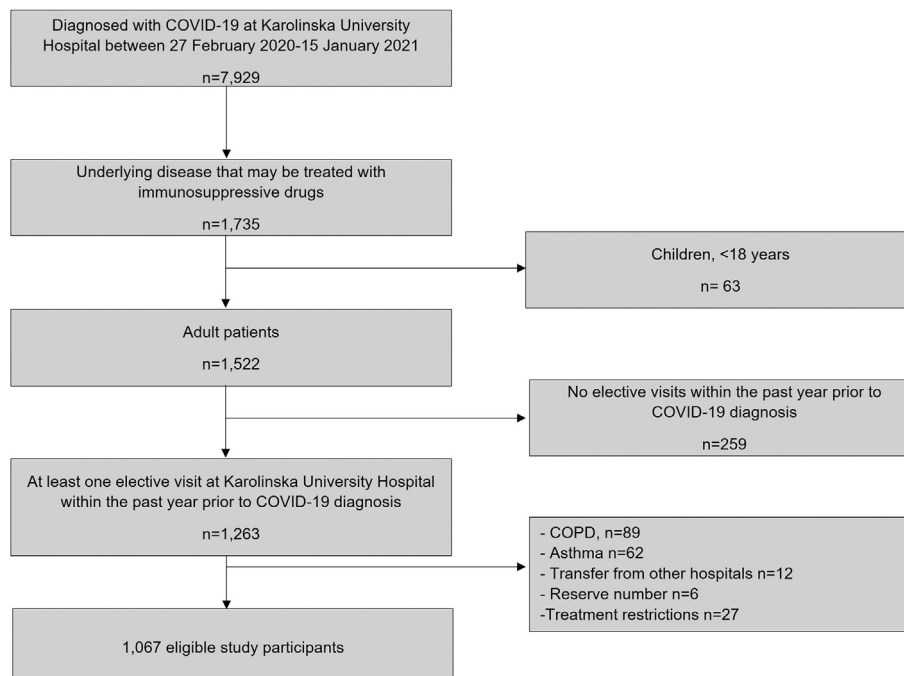 Diagnosed with COVID-19 at Karolinska University
Hospital between 27 February 2020-15 January 2021
n=7,929
Underlying disease that may be treated with
immunosuppressive drugs
n=1,735
Children, <18 years
n= 63
Adult patients
n=1,522
No elective visits within the past year prior to
COVID-19 diagnosis
n=259
At least one elective visit at Karolinska University Hospital
within the past year prior to COVID-19 diagnosis
n=1,263
- COPD, n=89
- Asthma n=62
- Transfer from other hospitals n=12
- Reserve number n=6
-Treatment restrictions n=27
1,067 eligible study participants